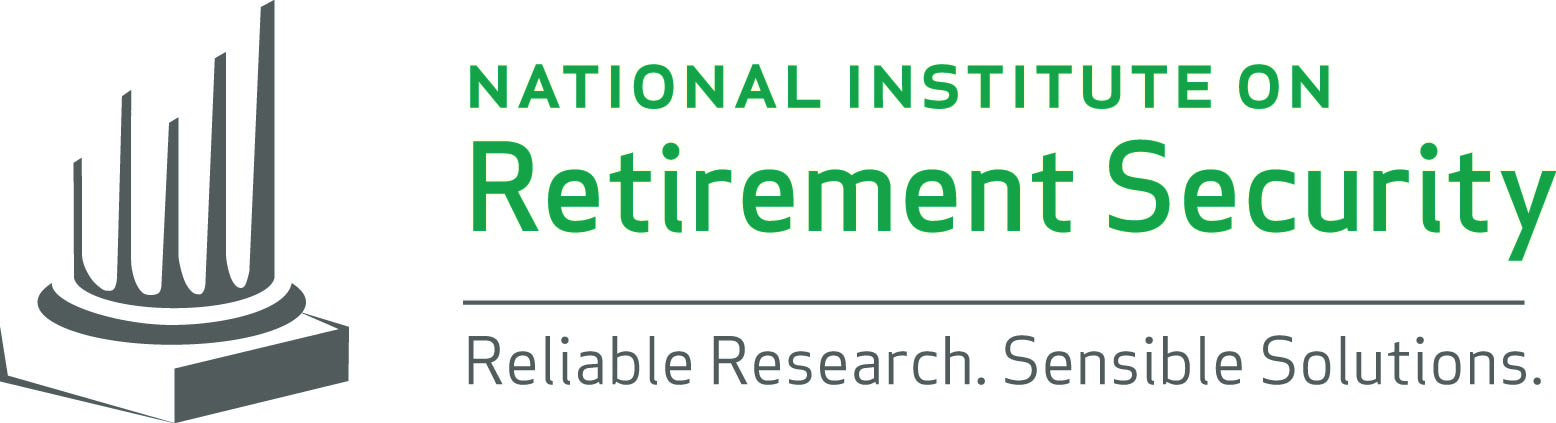 NATIONAL INSTITUTE ON
Retirement Security
Reliable Research. Sensible Solutions.